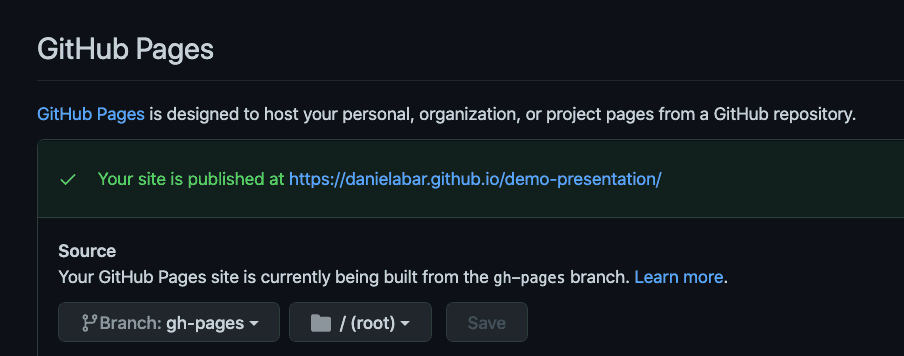 GitHub Pages
GitHub Pages is designed to host your personal, organization, or project pages from a GitHub repository.
Your site is published at https://danielabar.github.io/demo-presentation/
Source
Your GitHub Pages site is currently being built from the gh-pages branch. Learn more.
Branch: gh-pages / (root) Save